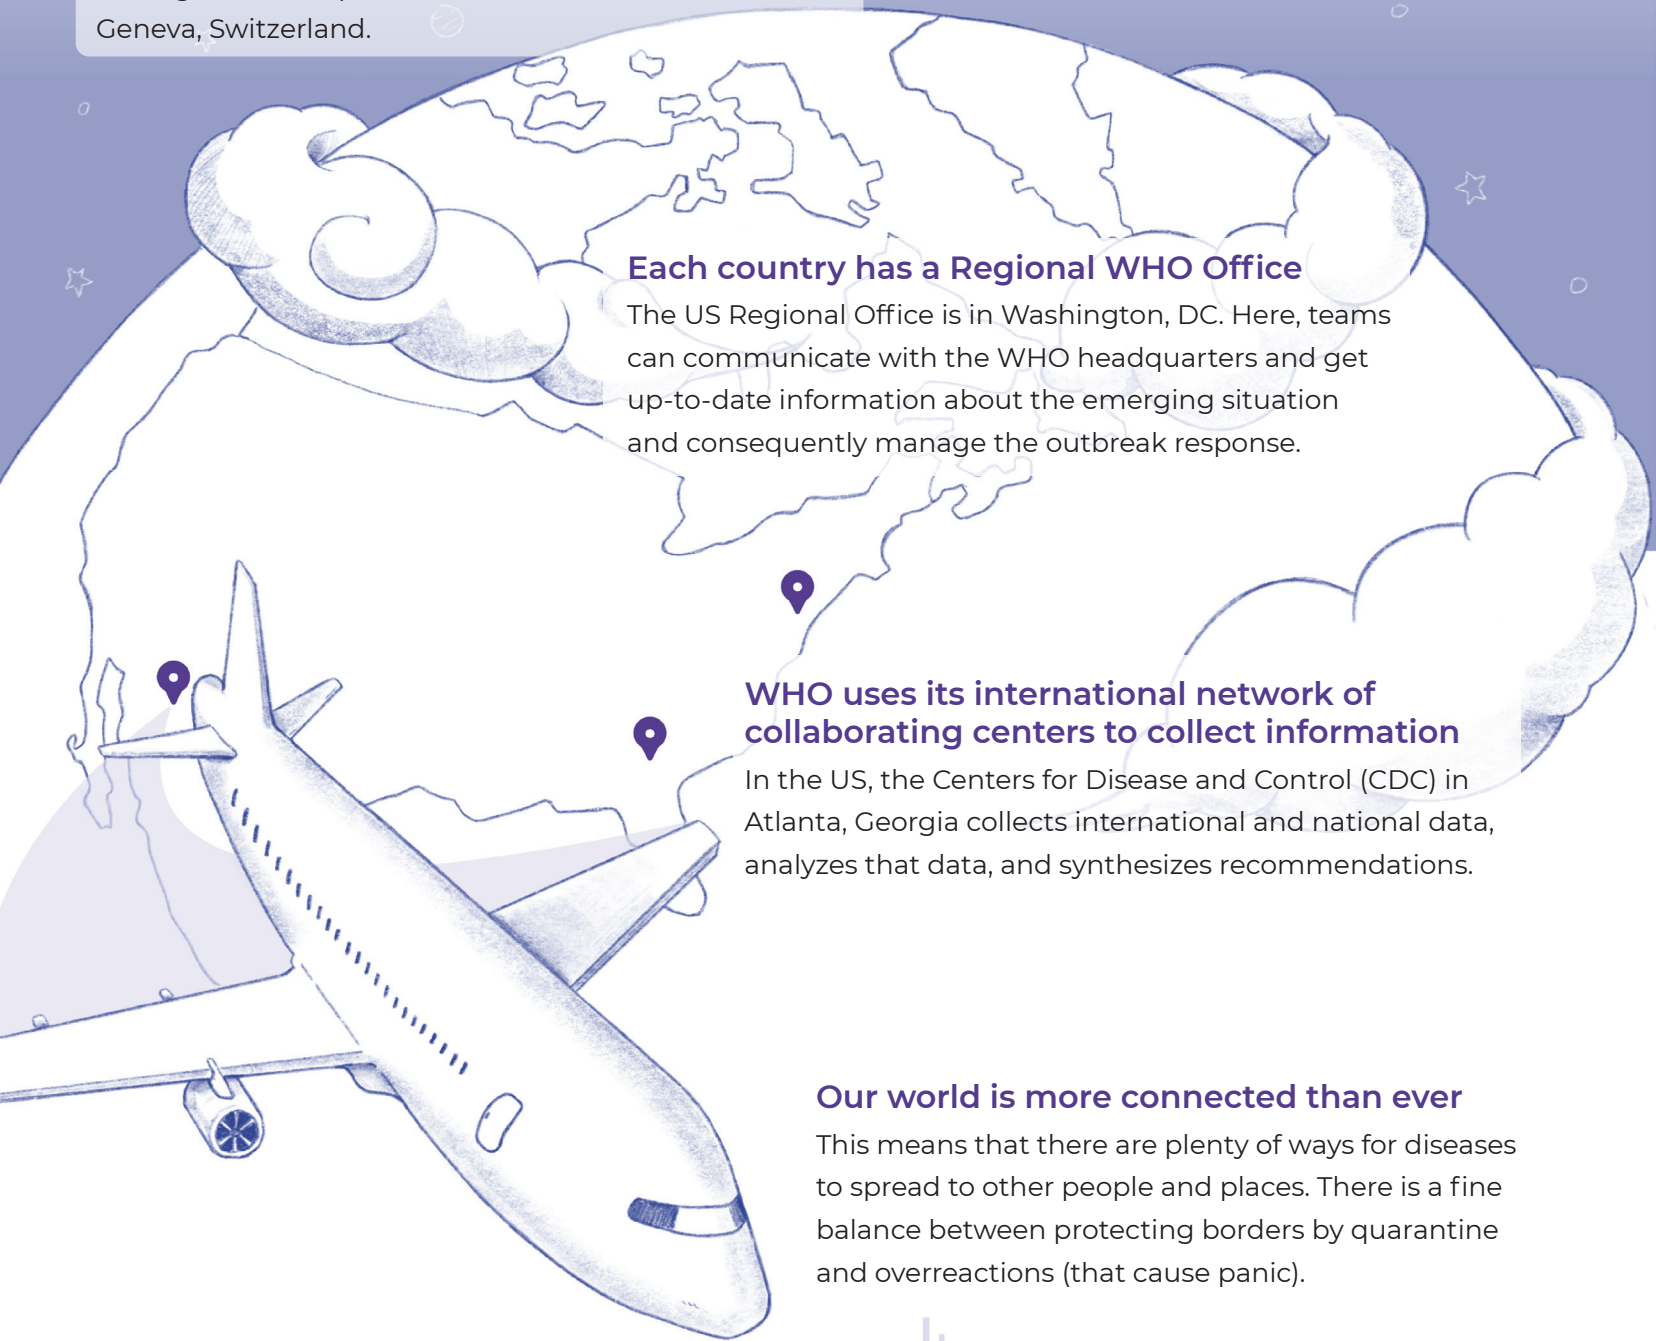 Geneva, Switzerland.
Each country has a Regional WHO Office
The US Regional Office is in Washington, DC. Here, teams
can communicate with the WHO headquarters and get
up-to-date information about the emerging situation
and consequently manage the outbreak response.
WHO uses its international network of
collaborating centers to collect information
In the US, the Centers for Disease and Control (CDC) in
Atlanta, Georgia collects international and national data,
analyzes that data, and synthesizes recommendations.
Our world is more connected than ever
This means that there are plenty of ways for diseases
to spread to other people and places. There is a fine
balance between protecting borders by quarantine
and overreactions (that cause panic).